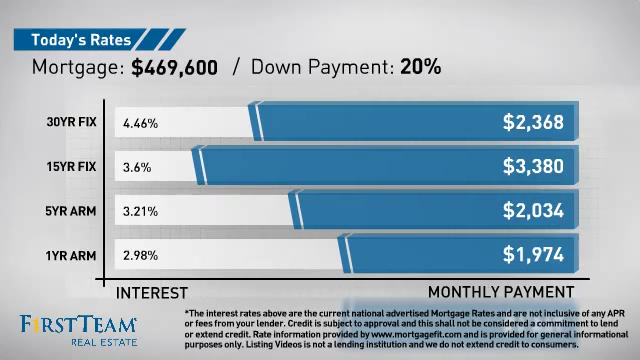 Today's Rates
Mortgage: $469,600 / Down Payment: 20%
30YR FIX 4.46% $2,368
15YR FIX 3.6% $3,380
5YR ARM 3.21% $2,034
1YR ARM 2.98% $1,974
INTEREST MONTHLY PAYMENT
*The interest rates above are the current national advertised Mortgage Rates and are not inclusive of any APR
or fees from your lender. Credit is subject to approval and this shall not be considered a commitment to lend
or extend credit. Rate information provided by www.mortgagefit.com and is provided for general informational
purposes only. Listing Videos is not a lending institution and we do not extend credit to consumers.
FIRSTTEAM®
REAL ESTATE